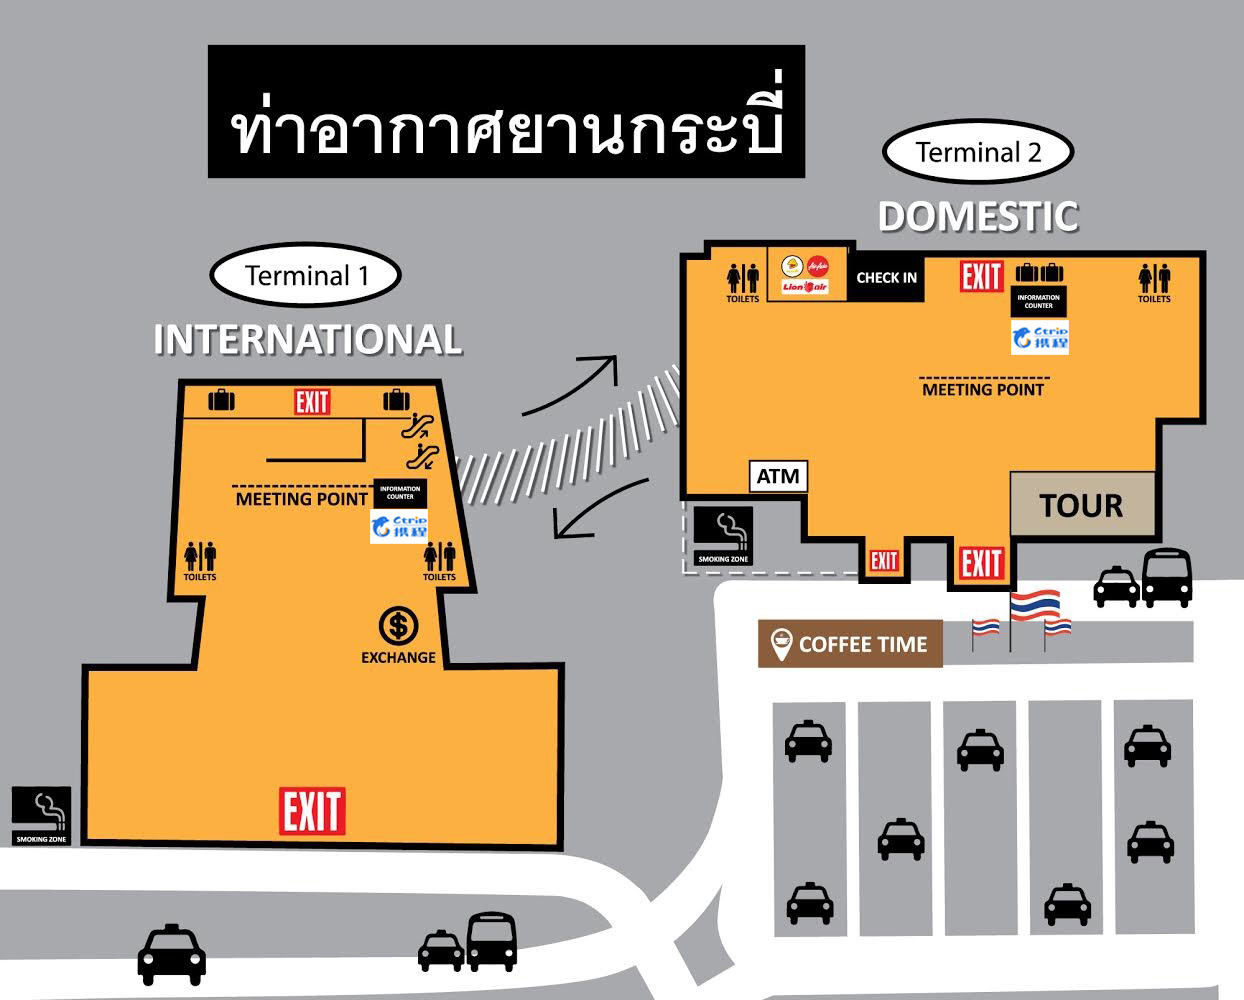 ท่าอากาศยานกระบี่
Terminal 2
DOMESTIC
Terminal 1
INTERNATIONAL
TOILETS
AirAsia
Lion air
CHECK IN
EXIT
INFORMATION
COUNTER
Ctrip
携程
TOILETS
MEETING POINT
ATM
TOUR
SMOKING ZONE
EXIT
EXIT
COFFEE TIME
EXIT
MEETING POINT
INFORMATION
COUNTER
Ctrip
携程
TOILETS
TOILETS
EXCHANGE
EXIT
SMOKING ZONE